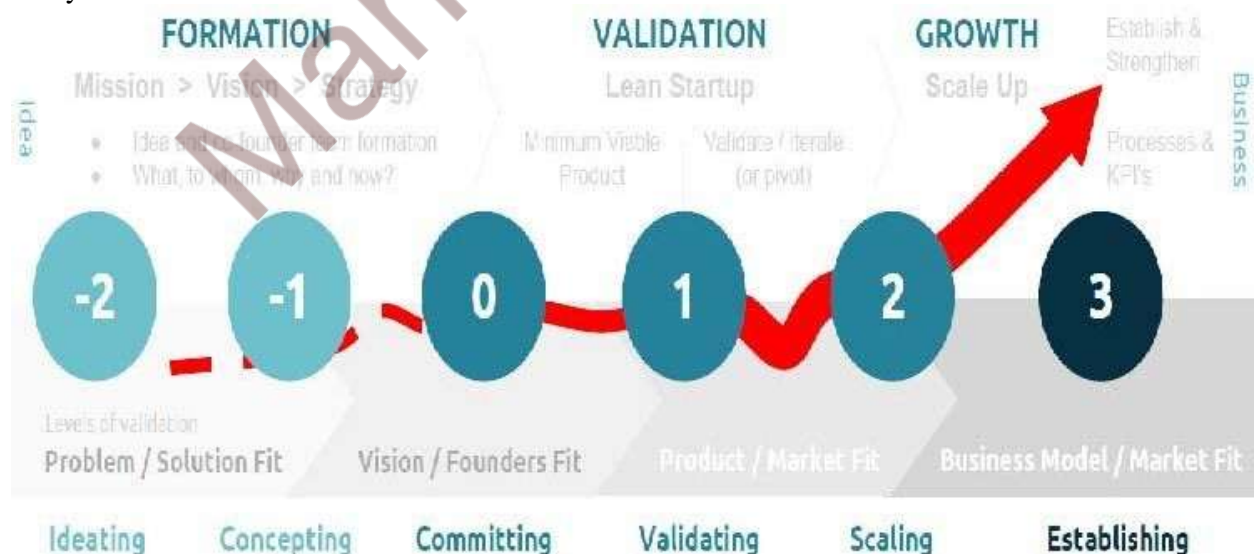 FORMATION
VALIDATION
GROWTH
Establish &
Strengthen
Mission > Vision > Strategy
Lean Startup
Scale Up
Idea
Business
• Idea and co-founder team formation
• What, to whom, why and how?
Minimum Viable
Product
Validate / Iterate
(or pivot)
Processes &
KPI's
-2
-1
0
1
2
3
Levels of validation
Problem / Solution Fit
Vision / Founders Fit
Product / Market Fit
Business Model / Market Fit
Ideating
Concepting
Committing
Validating
Scaling
Establishing